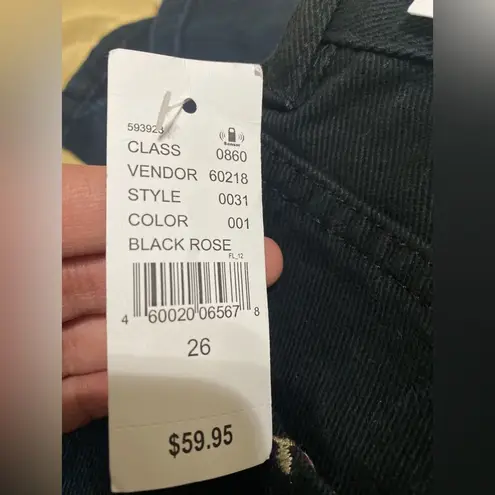 593923
Sensor
CLASS 0860
VENDOR 60218
STYLE 0031
COLOR 001
BLACK ROSE
FL_12
4 60020 06567 8
26
$59.95